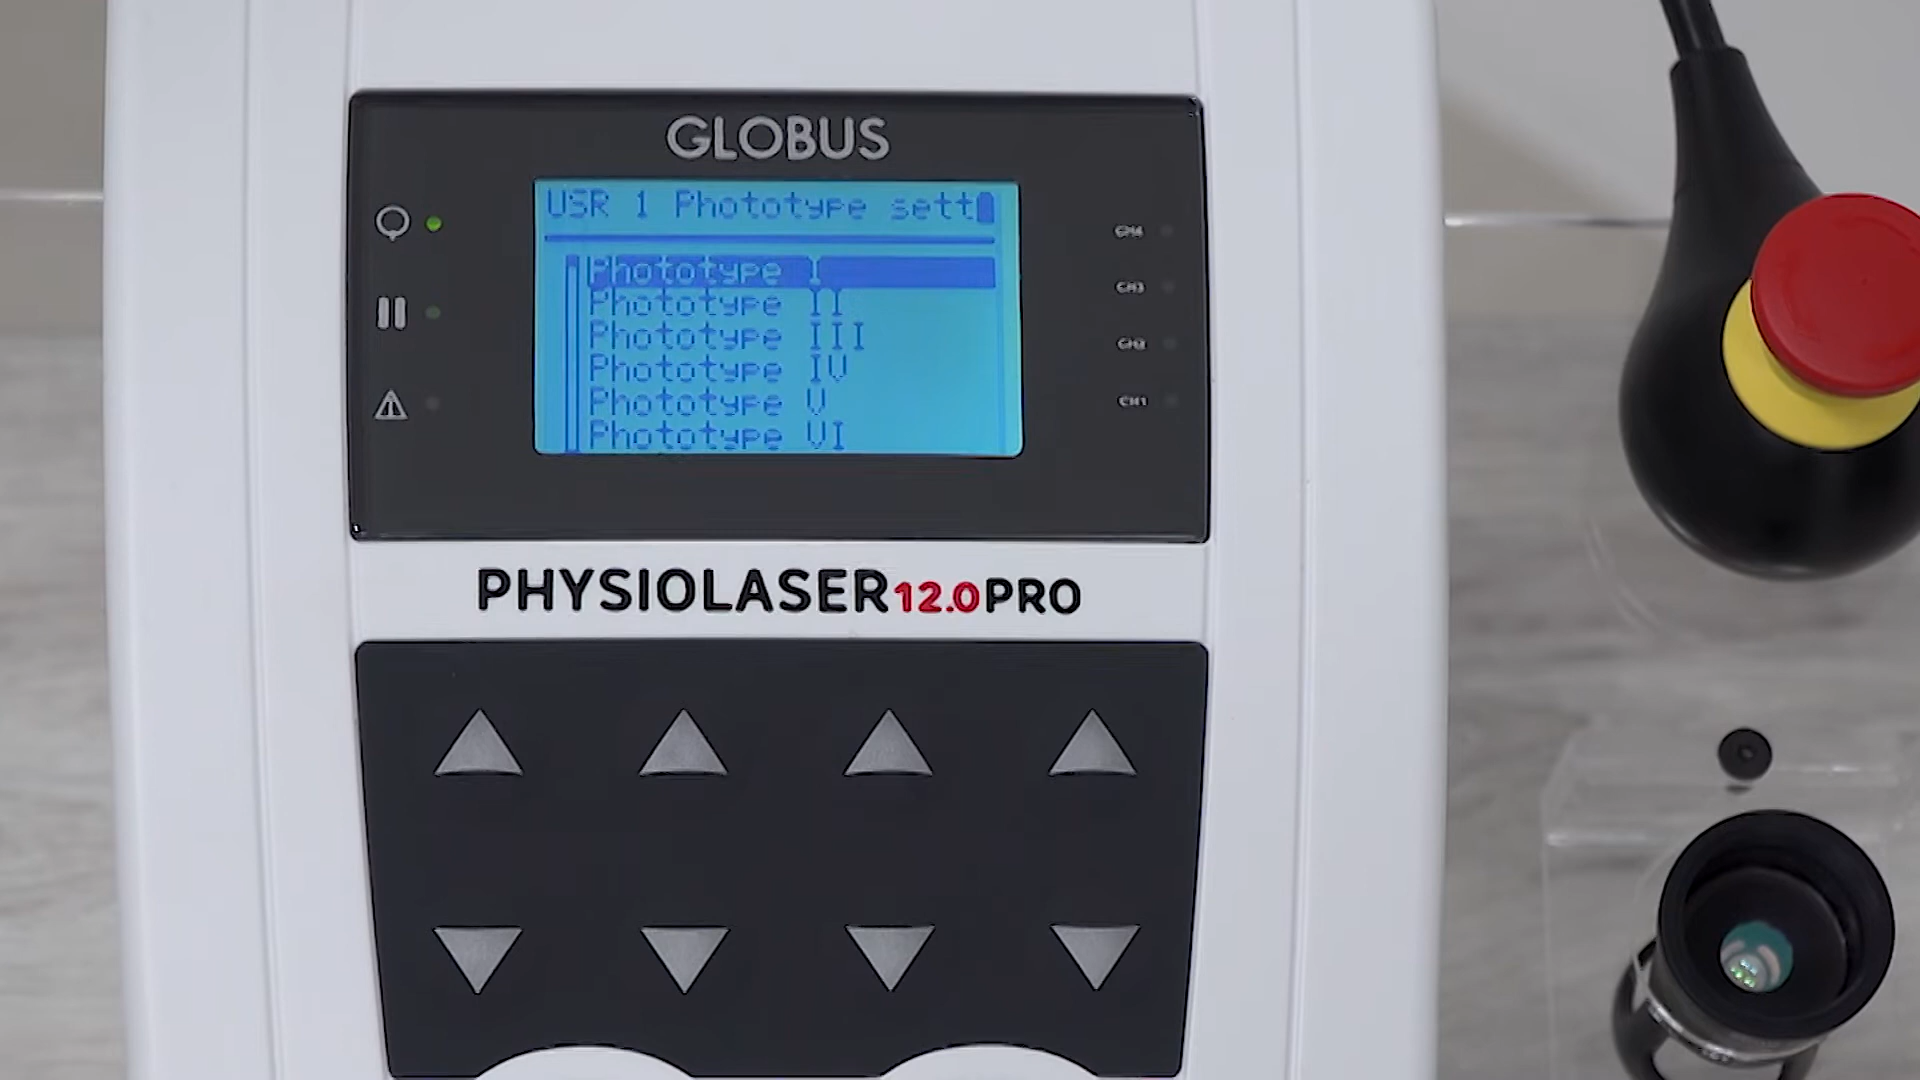 GLOBUS
USR 1 Phototype sett
Phototype I
Phototype II
Phototype III
Phototype IV
Phototype V
Phototype VI
CH4
CH3
CH2
CH1
PHYSIOLASER12.0PRO